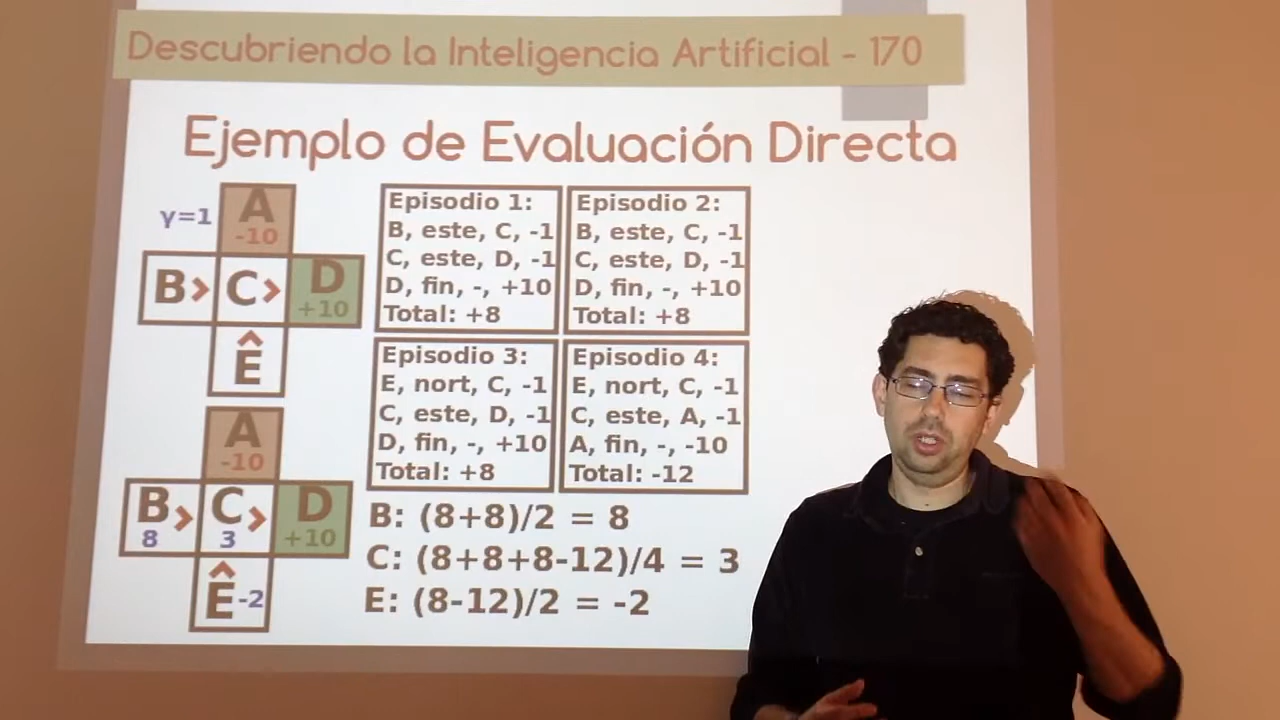 Descubriendo la Inteligencia Artificial - 170
Ejemplo de Evaluación Directa
γ=1
A
-10
B> C> D
+10
^
E
Episodio 1:
B, este, C, -1
C, este, D, -1
D, fin, -, +10
Total: +8
Episodio 2:
B, este, C, -1
C, este, D, -1
D, fin, -, +10
Total: +8
Episodio 3:
E, nort, C, -1
C, este, D, -1
D, fin, -, +10
Total: +8
Episodio 4:
E, nort, C, -1
C, este, A, -1
A, fin, -, -10
Total: -12
A
-10
B> C> D
8 3 +10
^
E -2
B: (8+8)/2 = 8
C: (8+8+8-12)/4 = 3
E: (8-12)/2 = -2